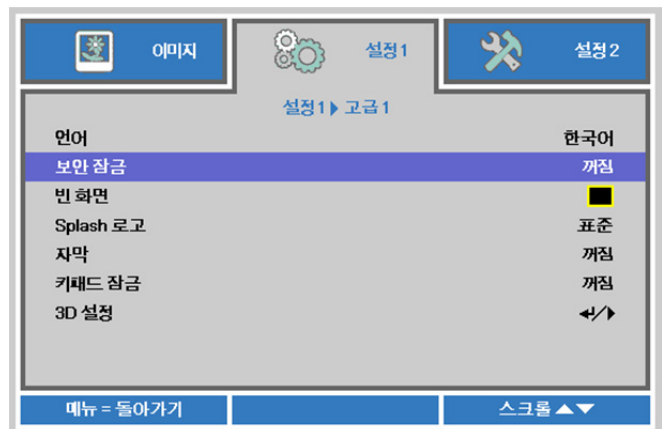 이미지 설정 1 설정 2
설정 1 ▶ 고급 1
언어 한국어
보안 잠금 꺼짐
빈 화면
Splash 로고 표준
자막 꺼짐
키패드 잠금 꺼짐
3D 설정 ↵/▶
메뉴 = 돌아가기 스크롤 ▲▼